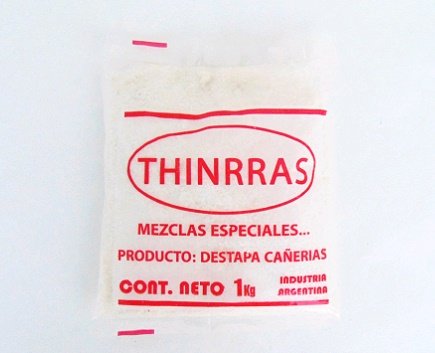 THINRRAS
MEZCLAS ESPECIALES...
PRODUCTO: DESTAPA CAÑERIAS
CONT. NETO 1Kg
INDUSTRIA
ARGENTINA